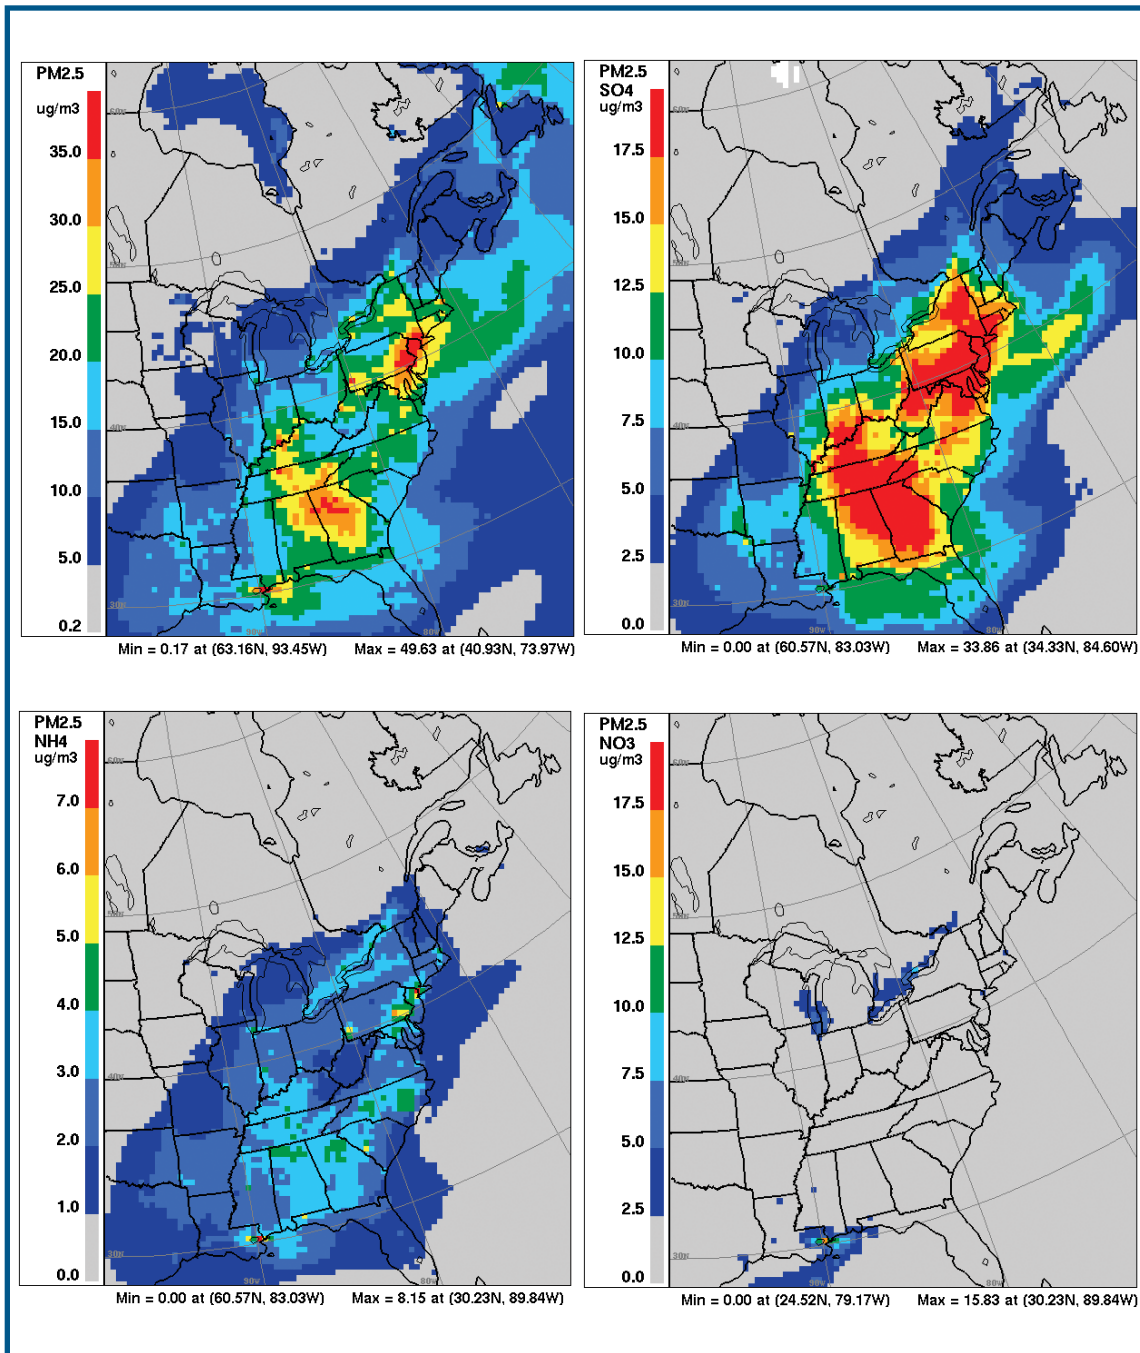 PM2.5
ug/m3
35.0
30.0
25.0
20.0
15.0
10.0
5.0
0.2
Min = 0.17 at (63.16N, 93.45W) Max = 49.63 at (40.93N, 73.97W)
PM2.5
SO4
ug/m3
17.5
15.0
12.5
10.0
7.5
5.0
2.5
0.0
Min = 0.00 at (60.57N, 83.03W) Max = 33.86 at (34.33N, 84.60W)
PM2.5
NH4
ug/m3
7.0
6.0
5.0
4.0
3.0
2.0
1.0
0.0
Min = 0.00 at (60.57N, 83.03W) Max = 8.15 at (30.23N, 89.84W)
PM2.5
NO3
ug/m3
17.5
15.0
12.5
10.0
7.5
5.0
2.5
0.0
Min = 0.00 at (24.52N, 79.17W) Max = 15.83 at (30.23N, 89.84W)